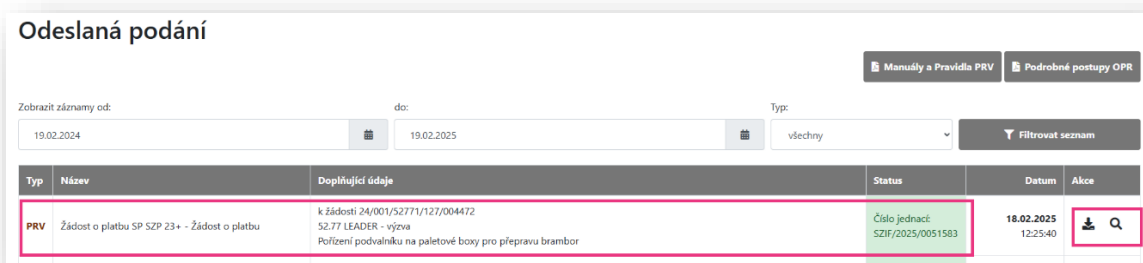 Odeslaná podání
Manuály a Pravidla PRV
Podrobné postupy OPR
Zobrazit záznamy od:
do:
Typ:
19.02.2024
19.02.2025
všechny
Filtrovat seznam
Typ Název Doplňující údaje Status Datum Akce
PRV Žádost o platbu SP SZP 23+ - Žádost o platbu
k žádosti 24/001/52771/127/004472
52.77 LEADER - výzva
Pořízení podvalníku na paletové boxy pro přepravu brambor
Číslo jednací:
SZIF/2025/0051583
18.02.2025
12:25:40